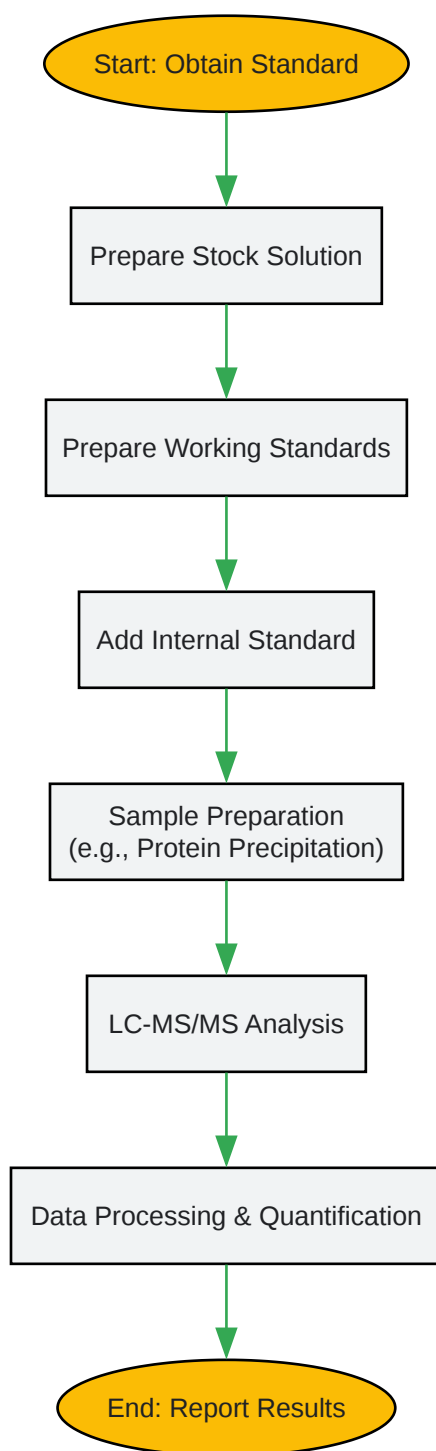 Start: Obtain Standard
Prepare Stock Solution
Prepare Working Standards
Add Internal Standard
Sample Preparation
(e.g., Protein Precipitation)
LC-MS/MS Analysis
Data Processing & Quantification
End: Report Results